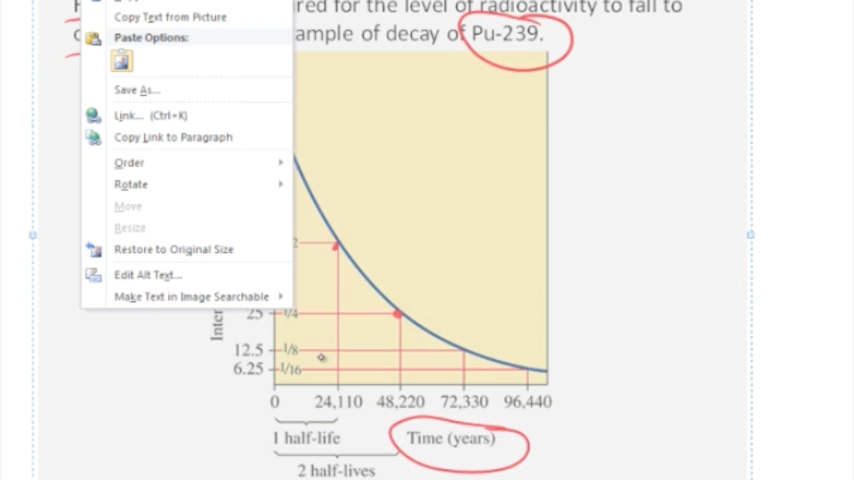 red for the level of radioactivity to fall to
ample of decay of Pu-239.
Copy Text from Picture
Paste Options:
Save As...
Link... (Ctrl+K)
Copy Link to Paragraph
Order
Rotate
Move
Resize
Restore to Original Size
Edit Alt Text...
Make Text in Image Searchable
2
25 1/4
Inter
12.5 1/8
6.25 1/16
0 24,110 48,220 72,330 96,440
1 half-life Time (years)
2 half-lives